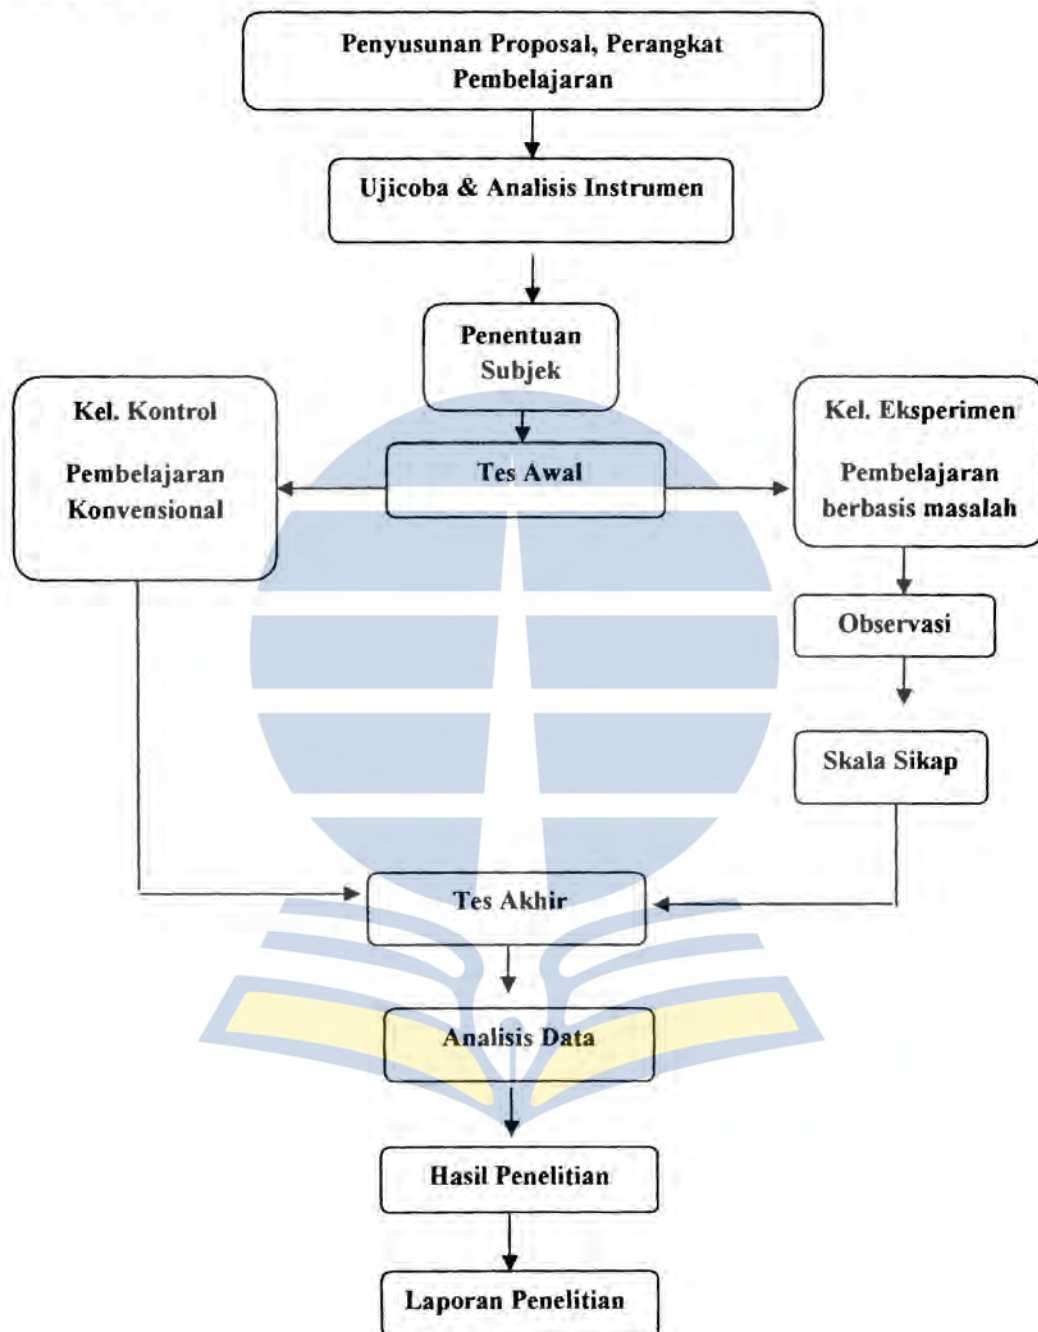 Penyusunan Proposal, Perangkat
Pembelajaran
Ujicoba & Analisis Instrumen
Penentuan
Subjek
Kel. Kontrol
Pembelajaran
Konvensional
Tes Awal
Kel. Eksperimen
Pembelajaran
berbasis masalah
Observasi
Skala Sikap
Tes Akhir
Analisis Data
Hasil Penelitian
Laporan Penelitian